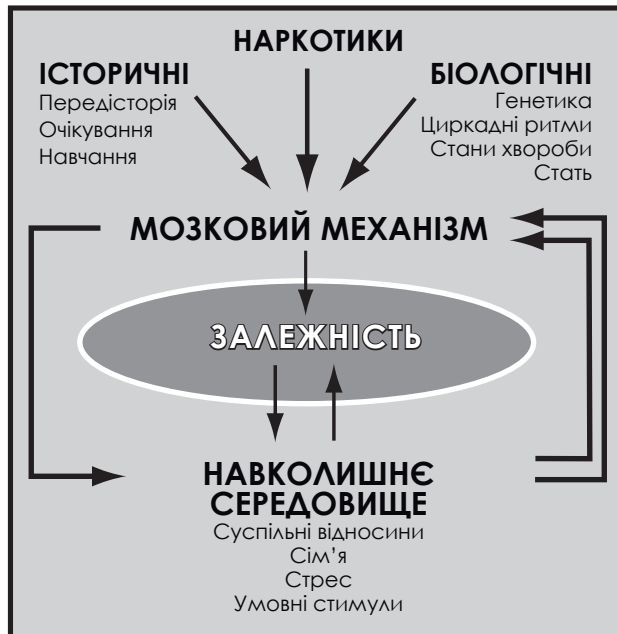 НАРКОТИКИ
ІСТОРИЧНІ
Передісторія
Очікування
Навчання
БІОЛОГІЧНІ
Генетика
Циркадні ритми
Стани хвороби
Стать
МОЗКОВИЙ МЕХАНІЗМ
ЗАЛЕЖНІСТЬ
НАВКОЛИШНЄ
СЕРЕДОВИЩЕ
Суспільні відносини
Сім’я
Стрес
Умовні стимули